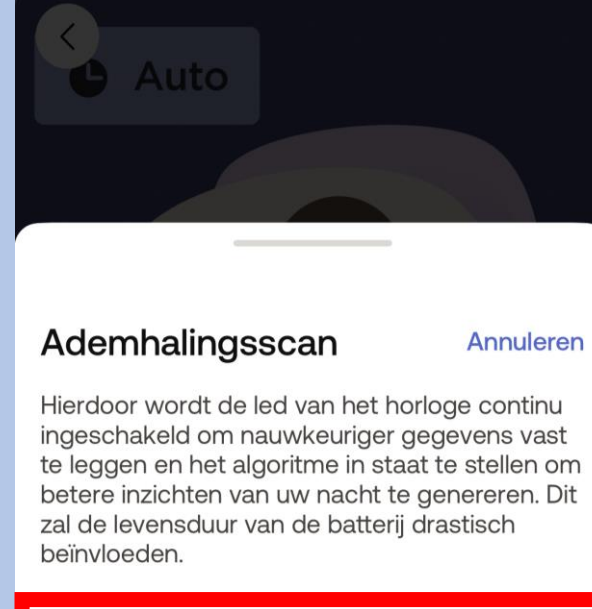 Auto
Ademhalingsscan
Annuleren
Hierdoor wordt de led van het horloge continu
ingeschakeld om nauwkeuriger gegevens vast
te leggen en het algoritme in staat te stellen om
betere inzichten van uw nacht te genereren. Dit
zal de levensduur van de batterij drastisch
beïnvloeden.